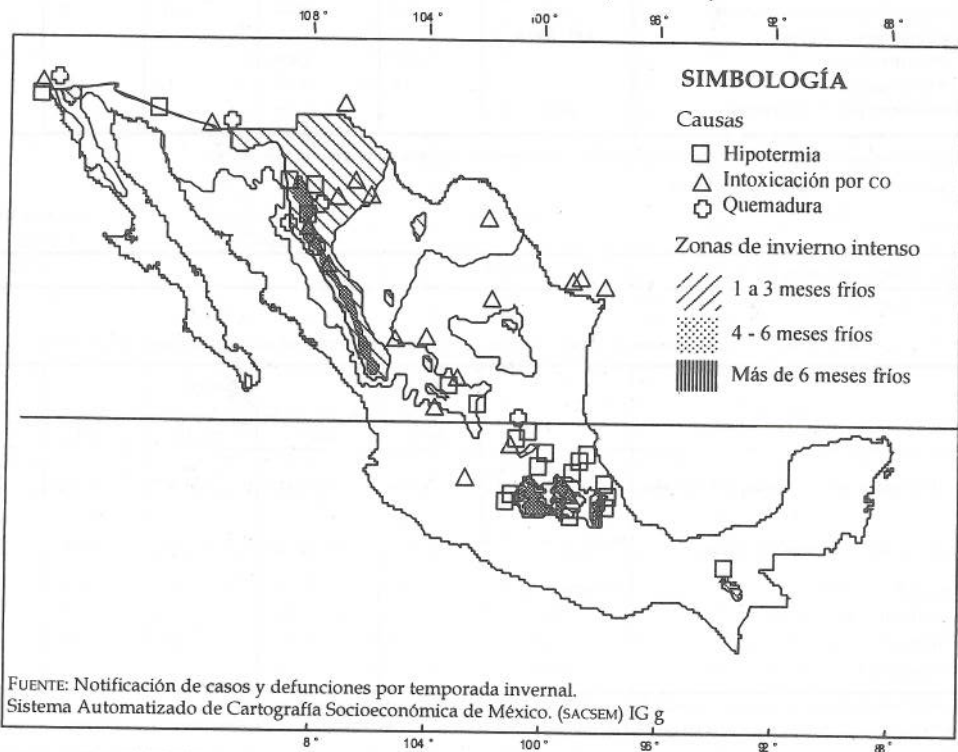 108° 104° 100° 96° 92° 88°
SIMBOLOGÍA
Causas
Hipotermia
Intoxicación por CO
Quemadura
Zonas de invierno intenso
1 a 3 meses fríos
4 - 6 meses fríos
Más de 6 meses fríos
FUENTE: Notificación de casos y defunciones por temporada invernal.
Sistema Automatizado de Cartografía Socioeconómica de México. (SACSEM) IG g
8° 104° 100° 96° 92° 88°